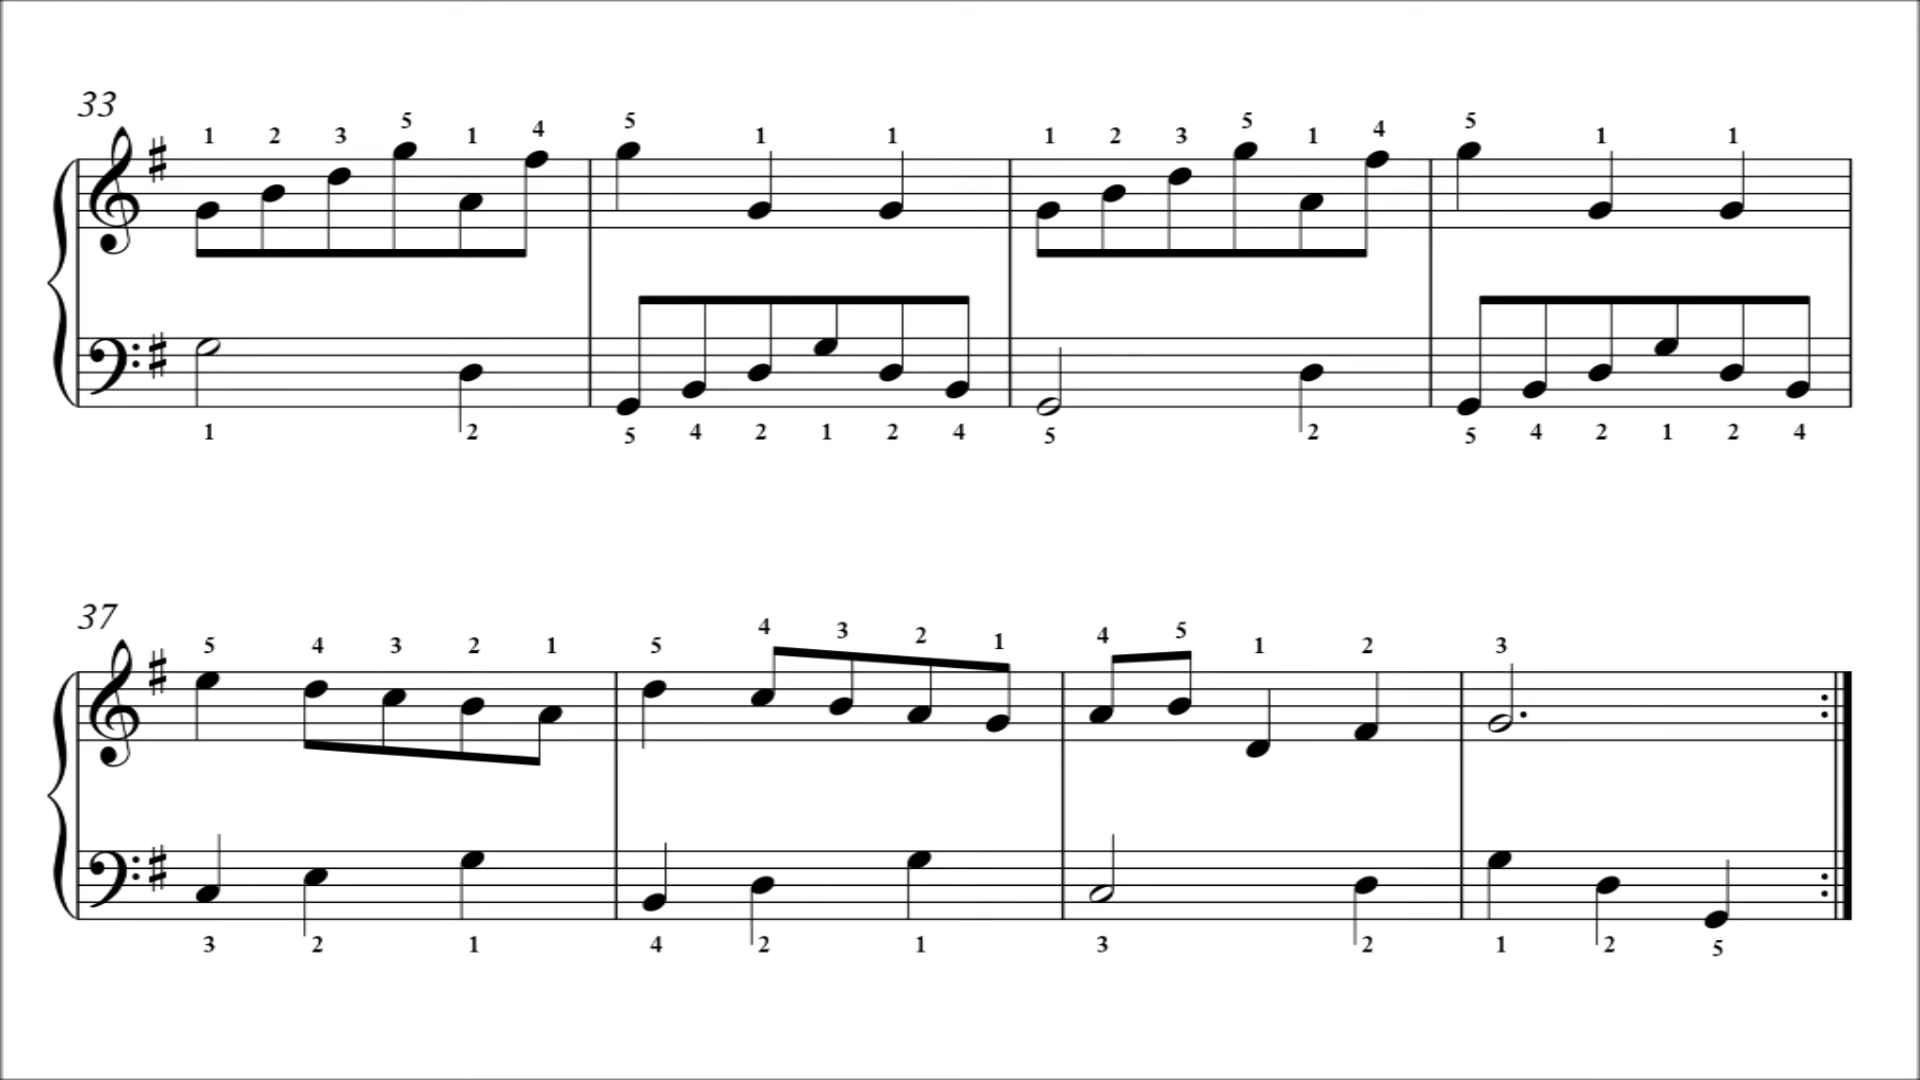 33
1 2 3 5 1 4 5 1 1 1 2 3 5 1 4 5 1 1
1 2 5 4 2 1 2 4 5 2 5 4 2 1 2 4
37
5 4 3 2 1 5 4 3 2 1 4 5 1 2 3
3 2 1 4 2 1 3 2 1 2 5